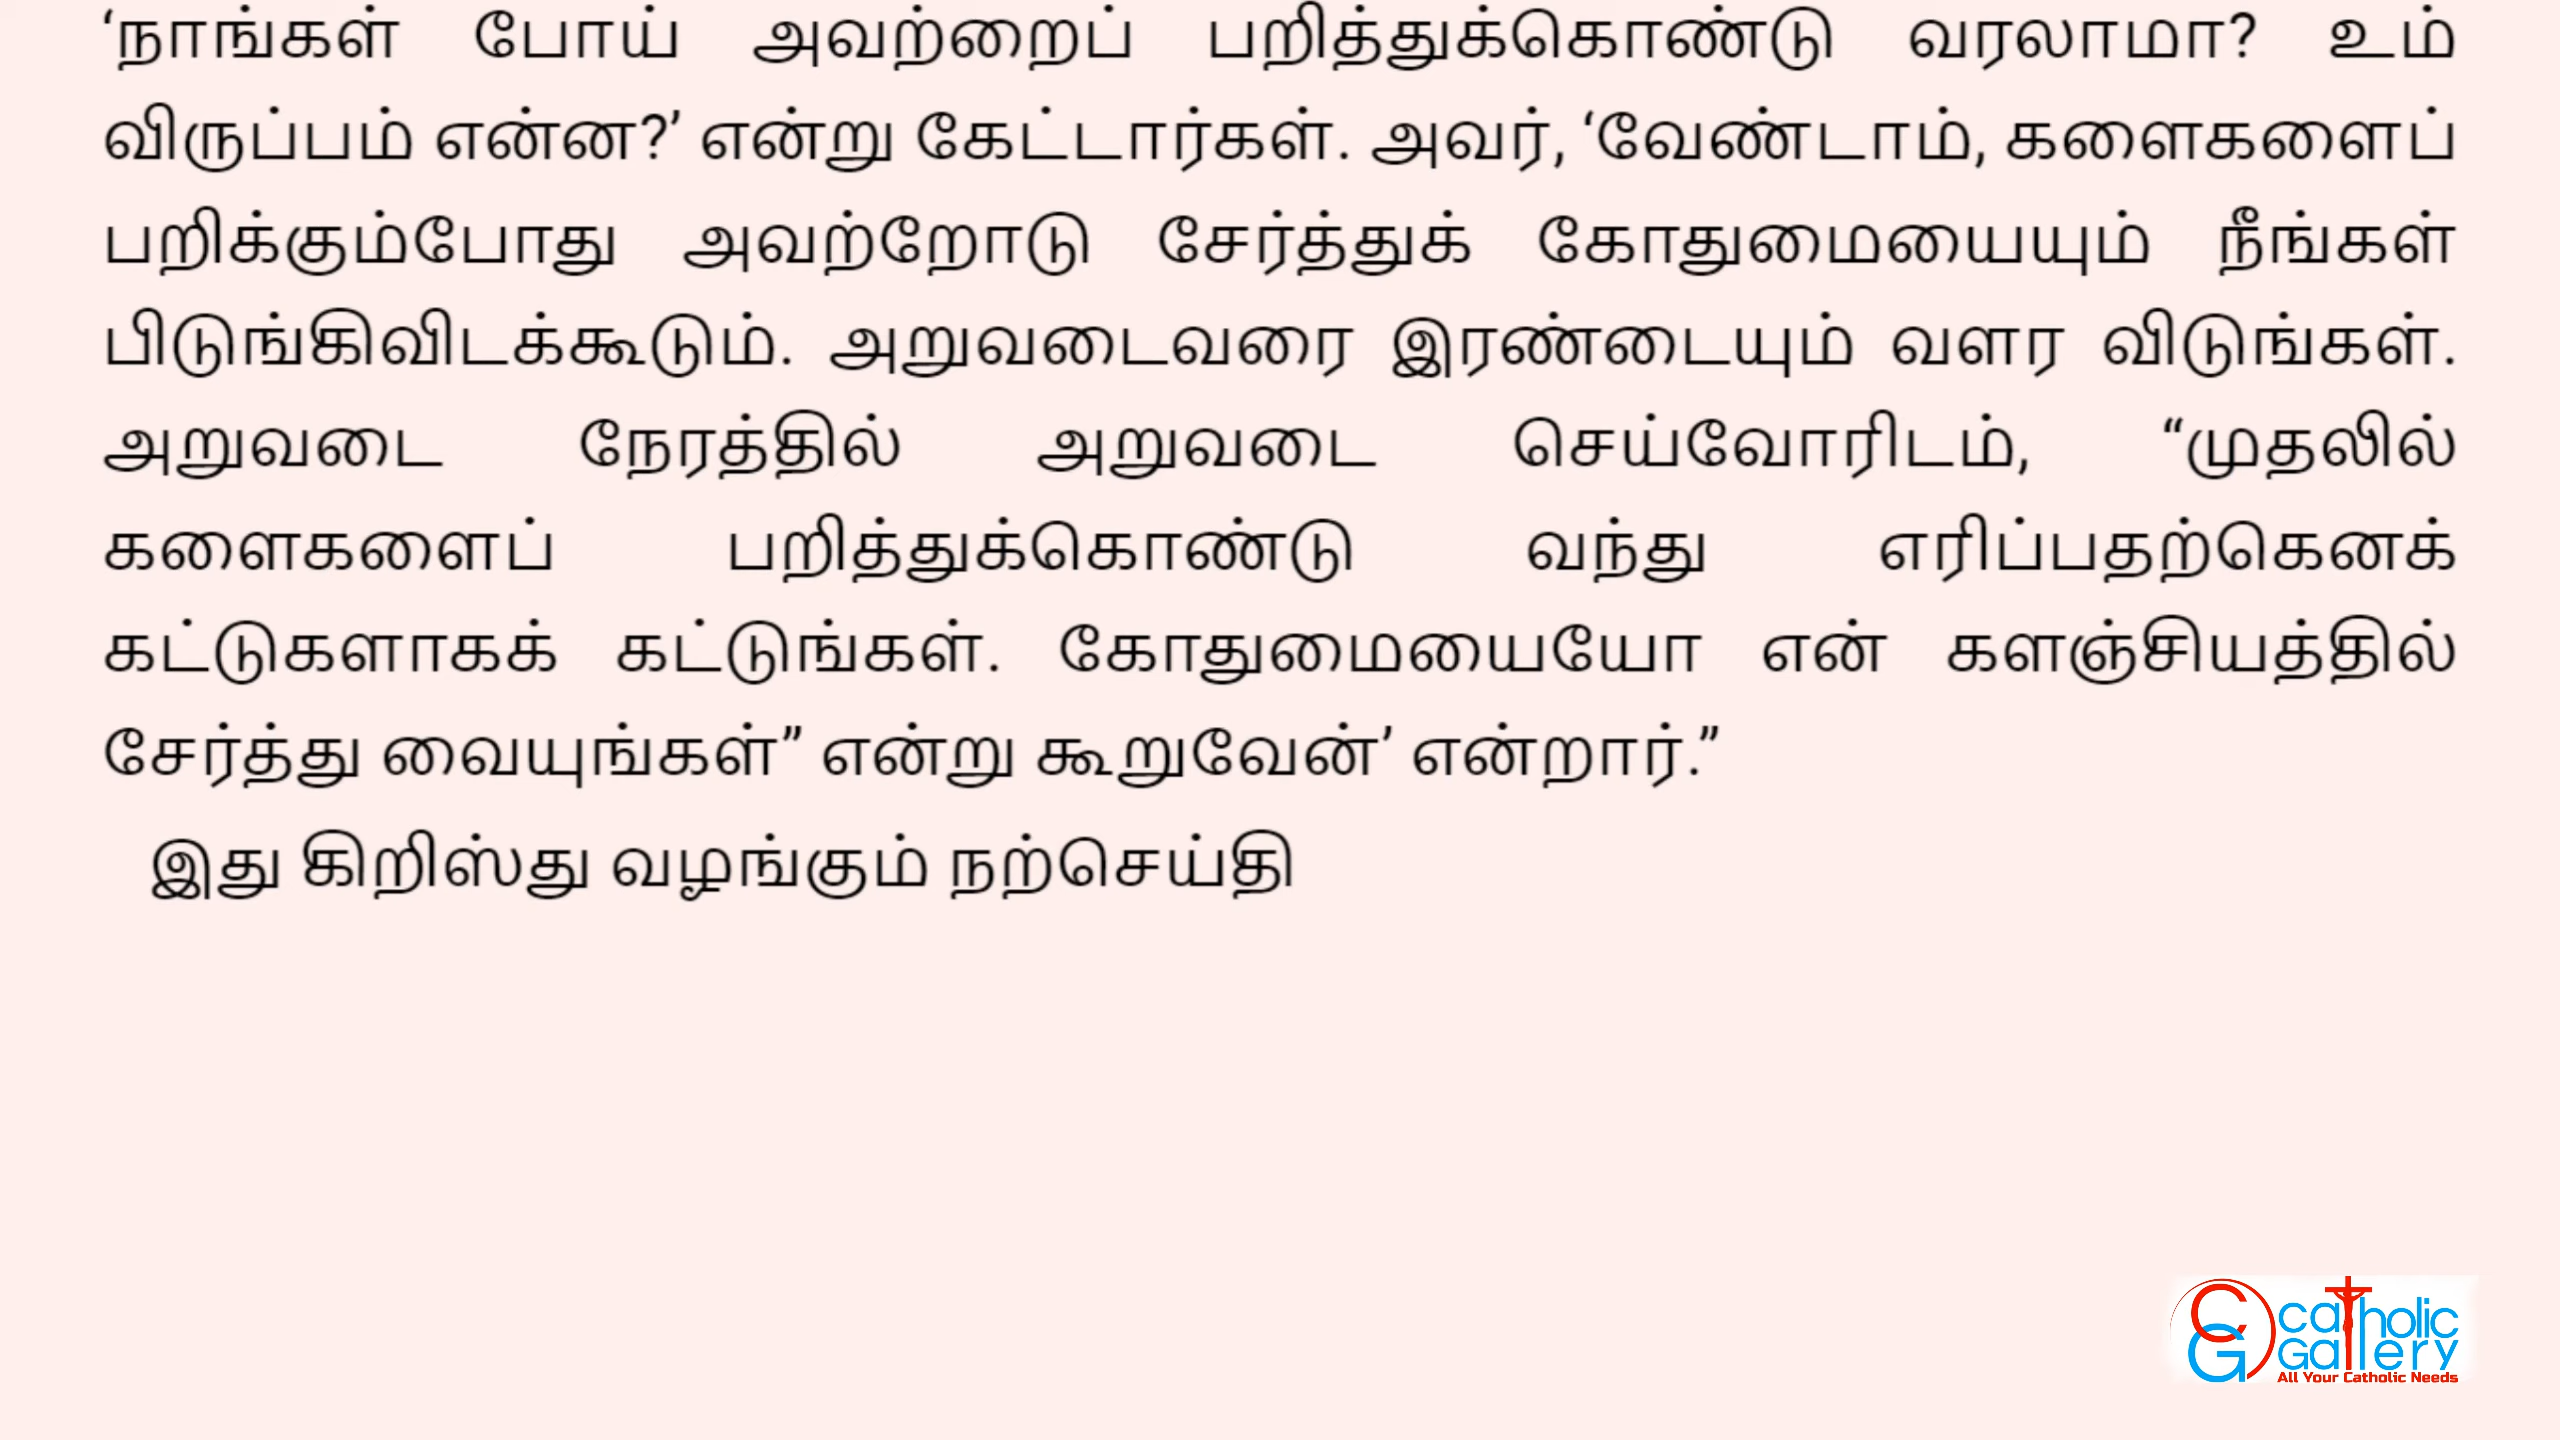 ‘நாங்கள் போய் அவற்றைப் பறித்துக்கொண்டு வரலாமா? உம்
விருப்பம் என்ன?’ என்று கேட்டார்கள். அவர், ‘வேண்டாம், களைகளைப்
பறிக்கும்போது அவற்றோடு சேர்த்துக் கோதுமையையும் நீங்கள்
பிடுங்கிவிடக்கூடும். அறுவடைவரை இரண்டையும் வளர விடுங்கள்.
அறுவடை நேரத்தில் அறுவடை செய்வோரிடம், “முதலில்
களைகளைப் பறித்துக்கொண்டு வந்து எரிப்பதற்கெனக்
கட்டுகளாகக் கட்டுங்கள். கோதுமையையோ என் களஞ்சியத்தில்
சேர்த்து வையுங்கள்” என்று கூறுவேன்’ என்றார்.”
இது கிறிஸ்து வழங்கும் நற்செய்தி
CG catholic
Gallery
All Your Catholic Needs